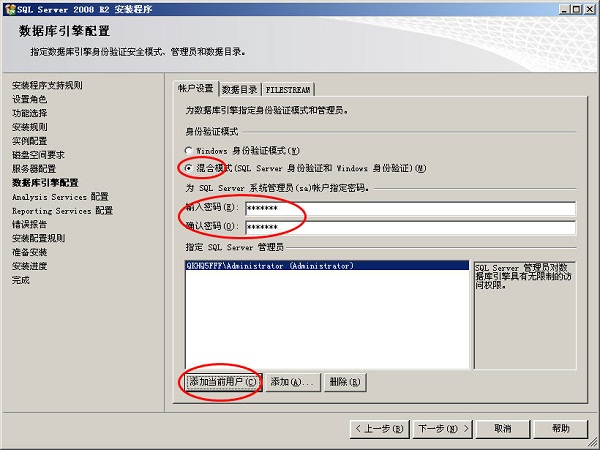 SQL Server 2008 R2 安装程序
数据库引擎配置
指定数据库引擎身份验证安全模式、管理员和数据目录。
安装程序支持规则
设置角色
功能选择
安装规则
实例配置
磁盘空间要求
服务器配置
数据库引擎配置
Analysis Services 配置
Reporting Services 配置
错误报告
安装配置规则
准备安装
安装进度
完成
帐户设置 数据目录 FILESTREAM
为数据库引擎指定身份验证模式和管理员。
身份验证模式
Windows 身份验证模式(W)
混合模式(SQL Server 身份验证和 Windows 身份验证)(M)
为 SQL Server 系统管理员(sa)帐户指定密码。
输入密码(E): *******
确认密码(O): *******
指定 SQL Server 管理员
QKHQ5FFF\Administrator (Administrator)
SQL Server 管理员对数
据库引擎具有无限制的访
问权限。
添加当前用户(C) 添加(A)... 删除(R)
< 上一步(B) 下一步(N) > 取消 帮助